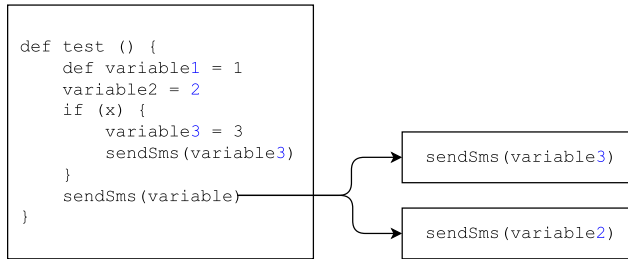 def test () {
    def variable1 = 1
    variable2 = 2
    if (x) {
        variable3 = 3
        sendSms(variable3)
    }
    sendSms(variable)
}
sendSms(variable3)
sendSms(variable2)